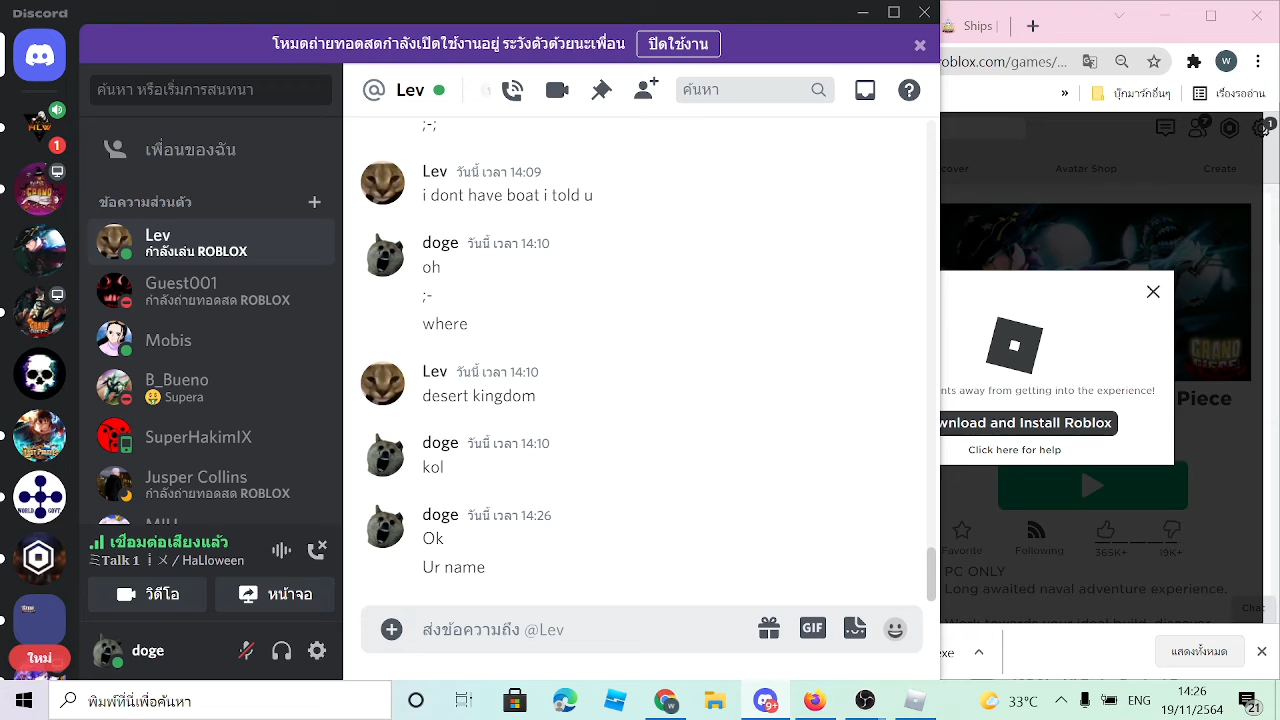 Discord
โหมดถ่ายทอดสดกำลังเปิดใช้งานอยู่ ระวังตัวด้วยนะเพื่อน
ปิดใช้งาน
ค้นหา หรือเริ่มการสนทนา
Lev
ค้นหา
เพื่อนของฉัน
ข้อความส่วนตัว
Lev
กำลังเล่น ROBLOX
Guest001
กำลังถ่ายทอดสด ROBLOX
Mobis
B_Bueno
Supera
SuperHakimIX
Jusper Collins
กำลังถ่ายทอดสด ROBLOX
เชื่อมต่อเสียงแล้ว
วิดีโอ
หน้าจอ
doge
ใหม่
1
;-;
Lev วันนี้ เวลา 14:09
i dont have boat i told u
doge วันนี้ เวลา 14:10
oh
;-
where
Lev วันนี้ เวลา 14:10
desert kingdom
doge วันนี้ เวลา 14:10
kol
doge วันนี้ เวลา 14:26
Ok
Ur name
ส่งข้อความถึง @Lev
GIF
Ships
oblox.com/games/...
W
»
บุ๊กมาร์กอื่นๆ
เรื่องรออ่าน
7
1
cover
Avatar Shop
Create
GRAND
PIECE
nts away from getting into the experience!
wnload and Install Roblox
Click here for help
Piece
Favorite
Following
365K+
19K+
PC ONLY
Long awaited naval adventure experience.
Chat
xe
แสดงทั้งหมด
พิมพ์ที่นี่เพื่อค้นหา
9+
33°C
ENG
14:26
19/11/2564
21